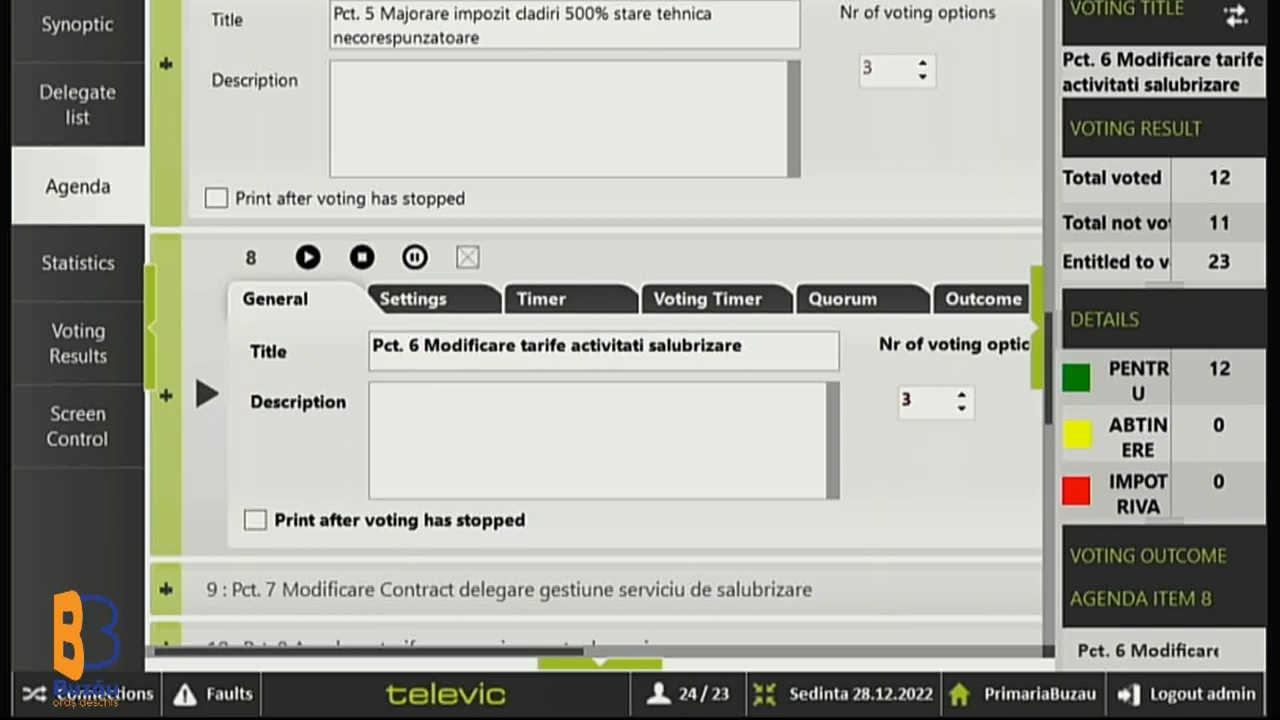 Synoptic
Delegate
list
Agenda
Statistics
Voting
Results
Screen
Control
Title
Pct. 5 Majorare impozit cladiri 500% stare tehnica
necorespunzatoare
Nr of voting options
3
Description
Print after voting has stopped
8
General
Settings
Timer
Voting Timer
Quorum
Outcome
Title
Pct. 6 Modificare tarife activitati salubrizare
Nr of voting optic
3
Description
Print after voting has stopped
9 : Pct. 7 Modificare Contract delegare gestiune serviciu de salubrizare
VOTING TITLE
Pct. 6 Modificare tarife
activitati salubrizare
VOTING RESULT
Total voted 12
Total not vo 11
Entitled to v 23
DETAILS
PENTR
U
12
ABTIN
ERE
0
IMPOT
RIVA
0
VOTING OUTCOME
AGENDA ITEM 8
Pct. 6 Modificare
Buzău
oraș deschis
Connections
Faults
televic
24 / 23
Sedinta 28.12.2022
PrimariaBuzau
Logout admin